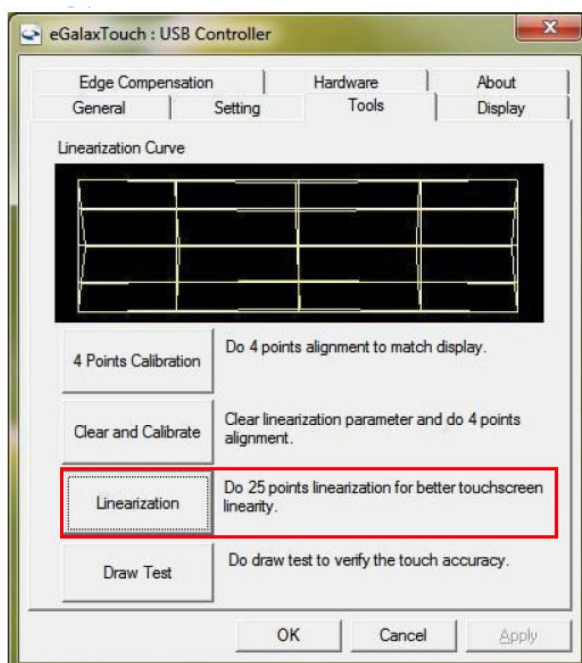 eGalaxTouch : USB Controller
Edge Compensation Hardware About
General Setting Tools Display
Linearization Curve
4 Points Calibration
Do 4 points alignment to match display.
Clear and Calibrate
Clear linearization parameter and do 4 points
alignment.
Linearization
Do 25 points linearization for better touchscreen
linearity.
Draw Test
Do draw test to verify the touch accuracy.
OK Cancel Apply